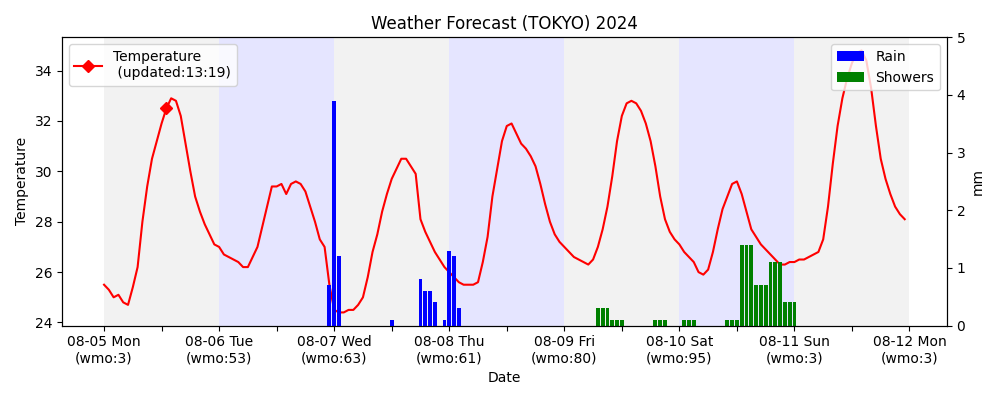 Weather Forecast (TOKYO) 2024
Temperature
(updated:13:19)
Rain
Showers
34
32
30
28
26
24
Temperature
5
4
3
2
1
0
mm
08-05 Mon 08-06 Tue 08-07 Wed 08-08 Thu 08-09 Fri 08-10 Sat 08-11 Sun 08-12 Mon
(wmo:3) (wmo:53) (wmo:63) (wmo:61) (wmo:80) (wmo:95) (wmo:3) (wmo:3)
Date